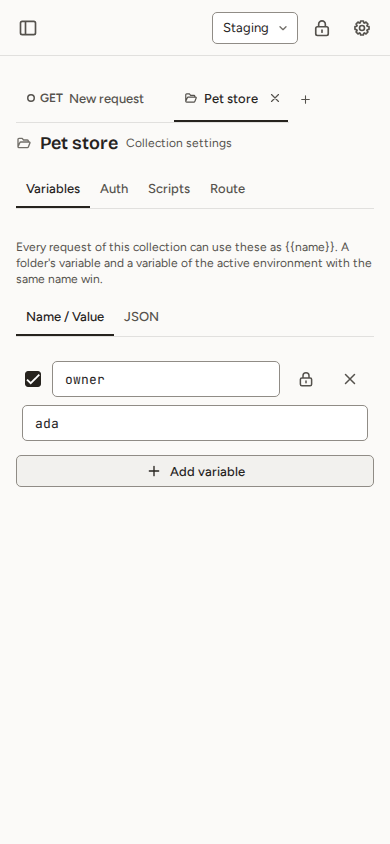 Staging
GET New request
Pet store
Pet store Collection settings
Variables Auth Scripts Route
Every request of this collection can use these as {{name}}. A
folder's variable and a variable of the active environment with the
same name win.
Name / Value JSON
owner
ada
Add variable